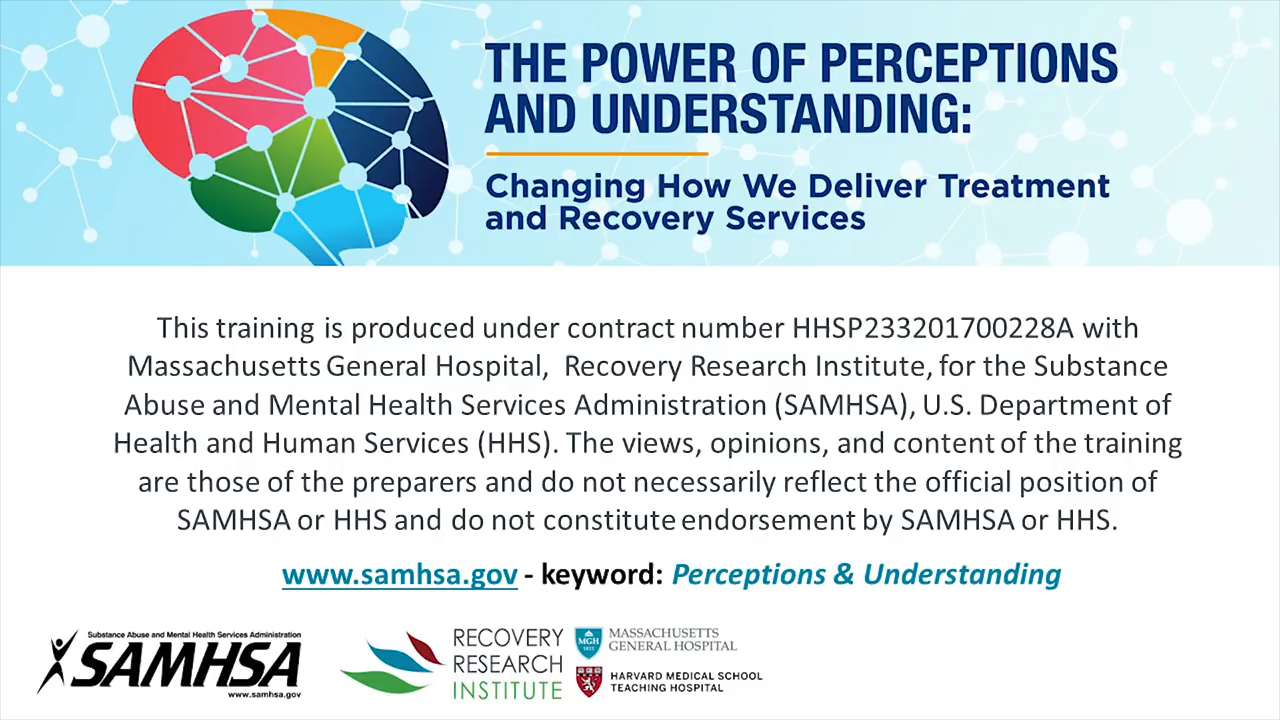 THE POWER OF PERCEPTIONS
AND UNDERSTANDING:
Changing How We Deliver Treatment
and Recovery Services
This training is produced under contract number HHSP233201700228A with
Massachusetts General Hospital, Recovery Research Institute, for the Substance
Abuse and Mental Health Services Administration (SAMHSA), U.S. Department of
Health and Human Services (HHS). The views, opinions, and content of the training
are those of the preparers and do not necessarily reflect the official position of
SAMHSA or HHS and do not constitute endorsement by SAMHSA or HHS.
www.samhsa.gov - keyword: Perceptions & Understanding
Substance Abuse and Mental Health Services Administration
SAMHSA
www.samhsa.gov
RECOVERY
RESEARCH
INSTITUTE
MGH
1811
MASSACHUSETTS
GENERAL HOSPITAL
HARVARD MEDICAL SCHOOL
TEACHING HOSPITAL